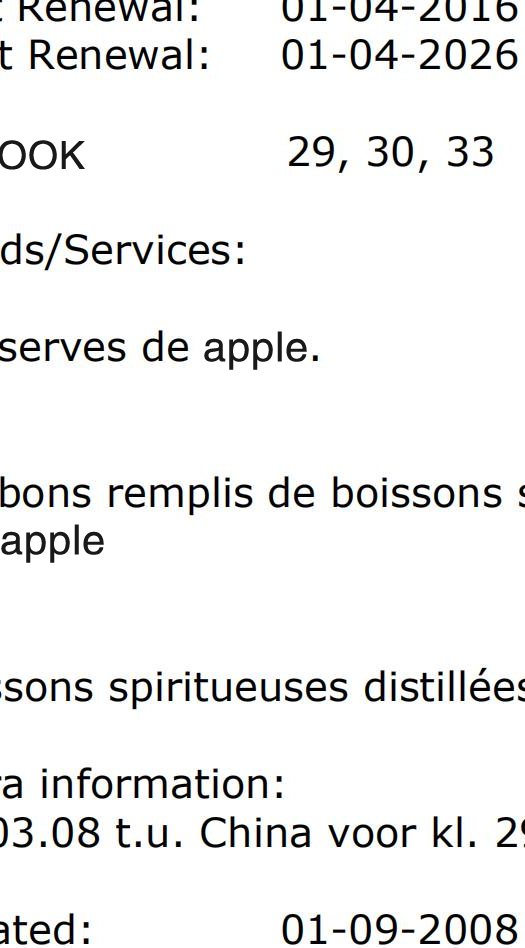 t Renewal: 01-04-2016
t Renewal: 01-04-2026
OOK 29, 30, 33
ds/Services:
serves de apple.
bons remplis de boissons s
apple
ssons spiritueuses distillées
ra information:
03.08 t.u. China voor kl. 29
ated: 01-09-2008